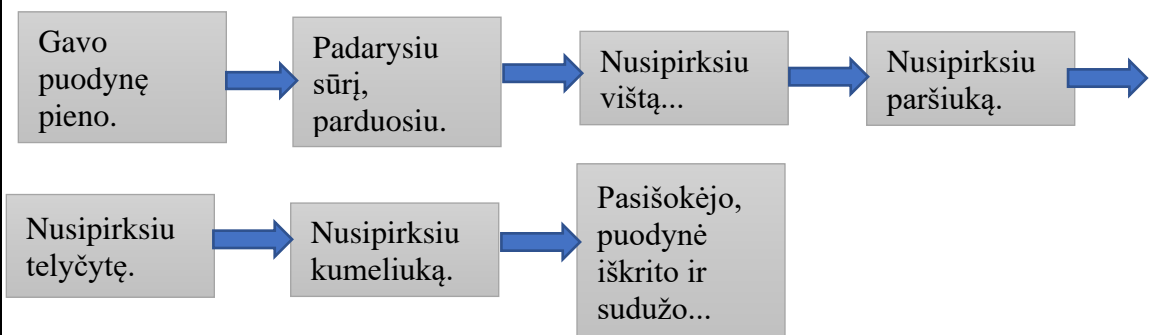 Gavo
puodynę
pieno.
Padarysiu
sūrį,
parduosiu.
Nusipirksiu
vištą...
Nusipirksiu
paršiuką.
Nusipirksiu
telyčytę.
Nusipirksiu
kumeliuką.
Pasišokėjo,
puodynė
iškrito ir
sudužo...